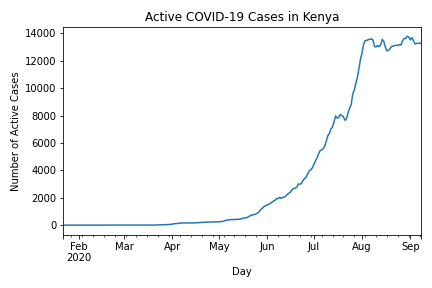 Active COVID-19 Cases in Kenya
Number of Active Cases
14000
12000
10000
8000
6000
4000
2000
0
Feb Mar Apr May Jun Jul Aug Sep
2020
Day